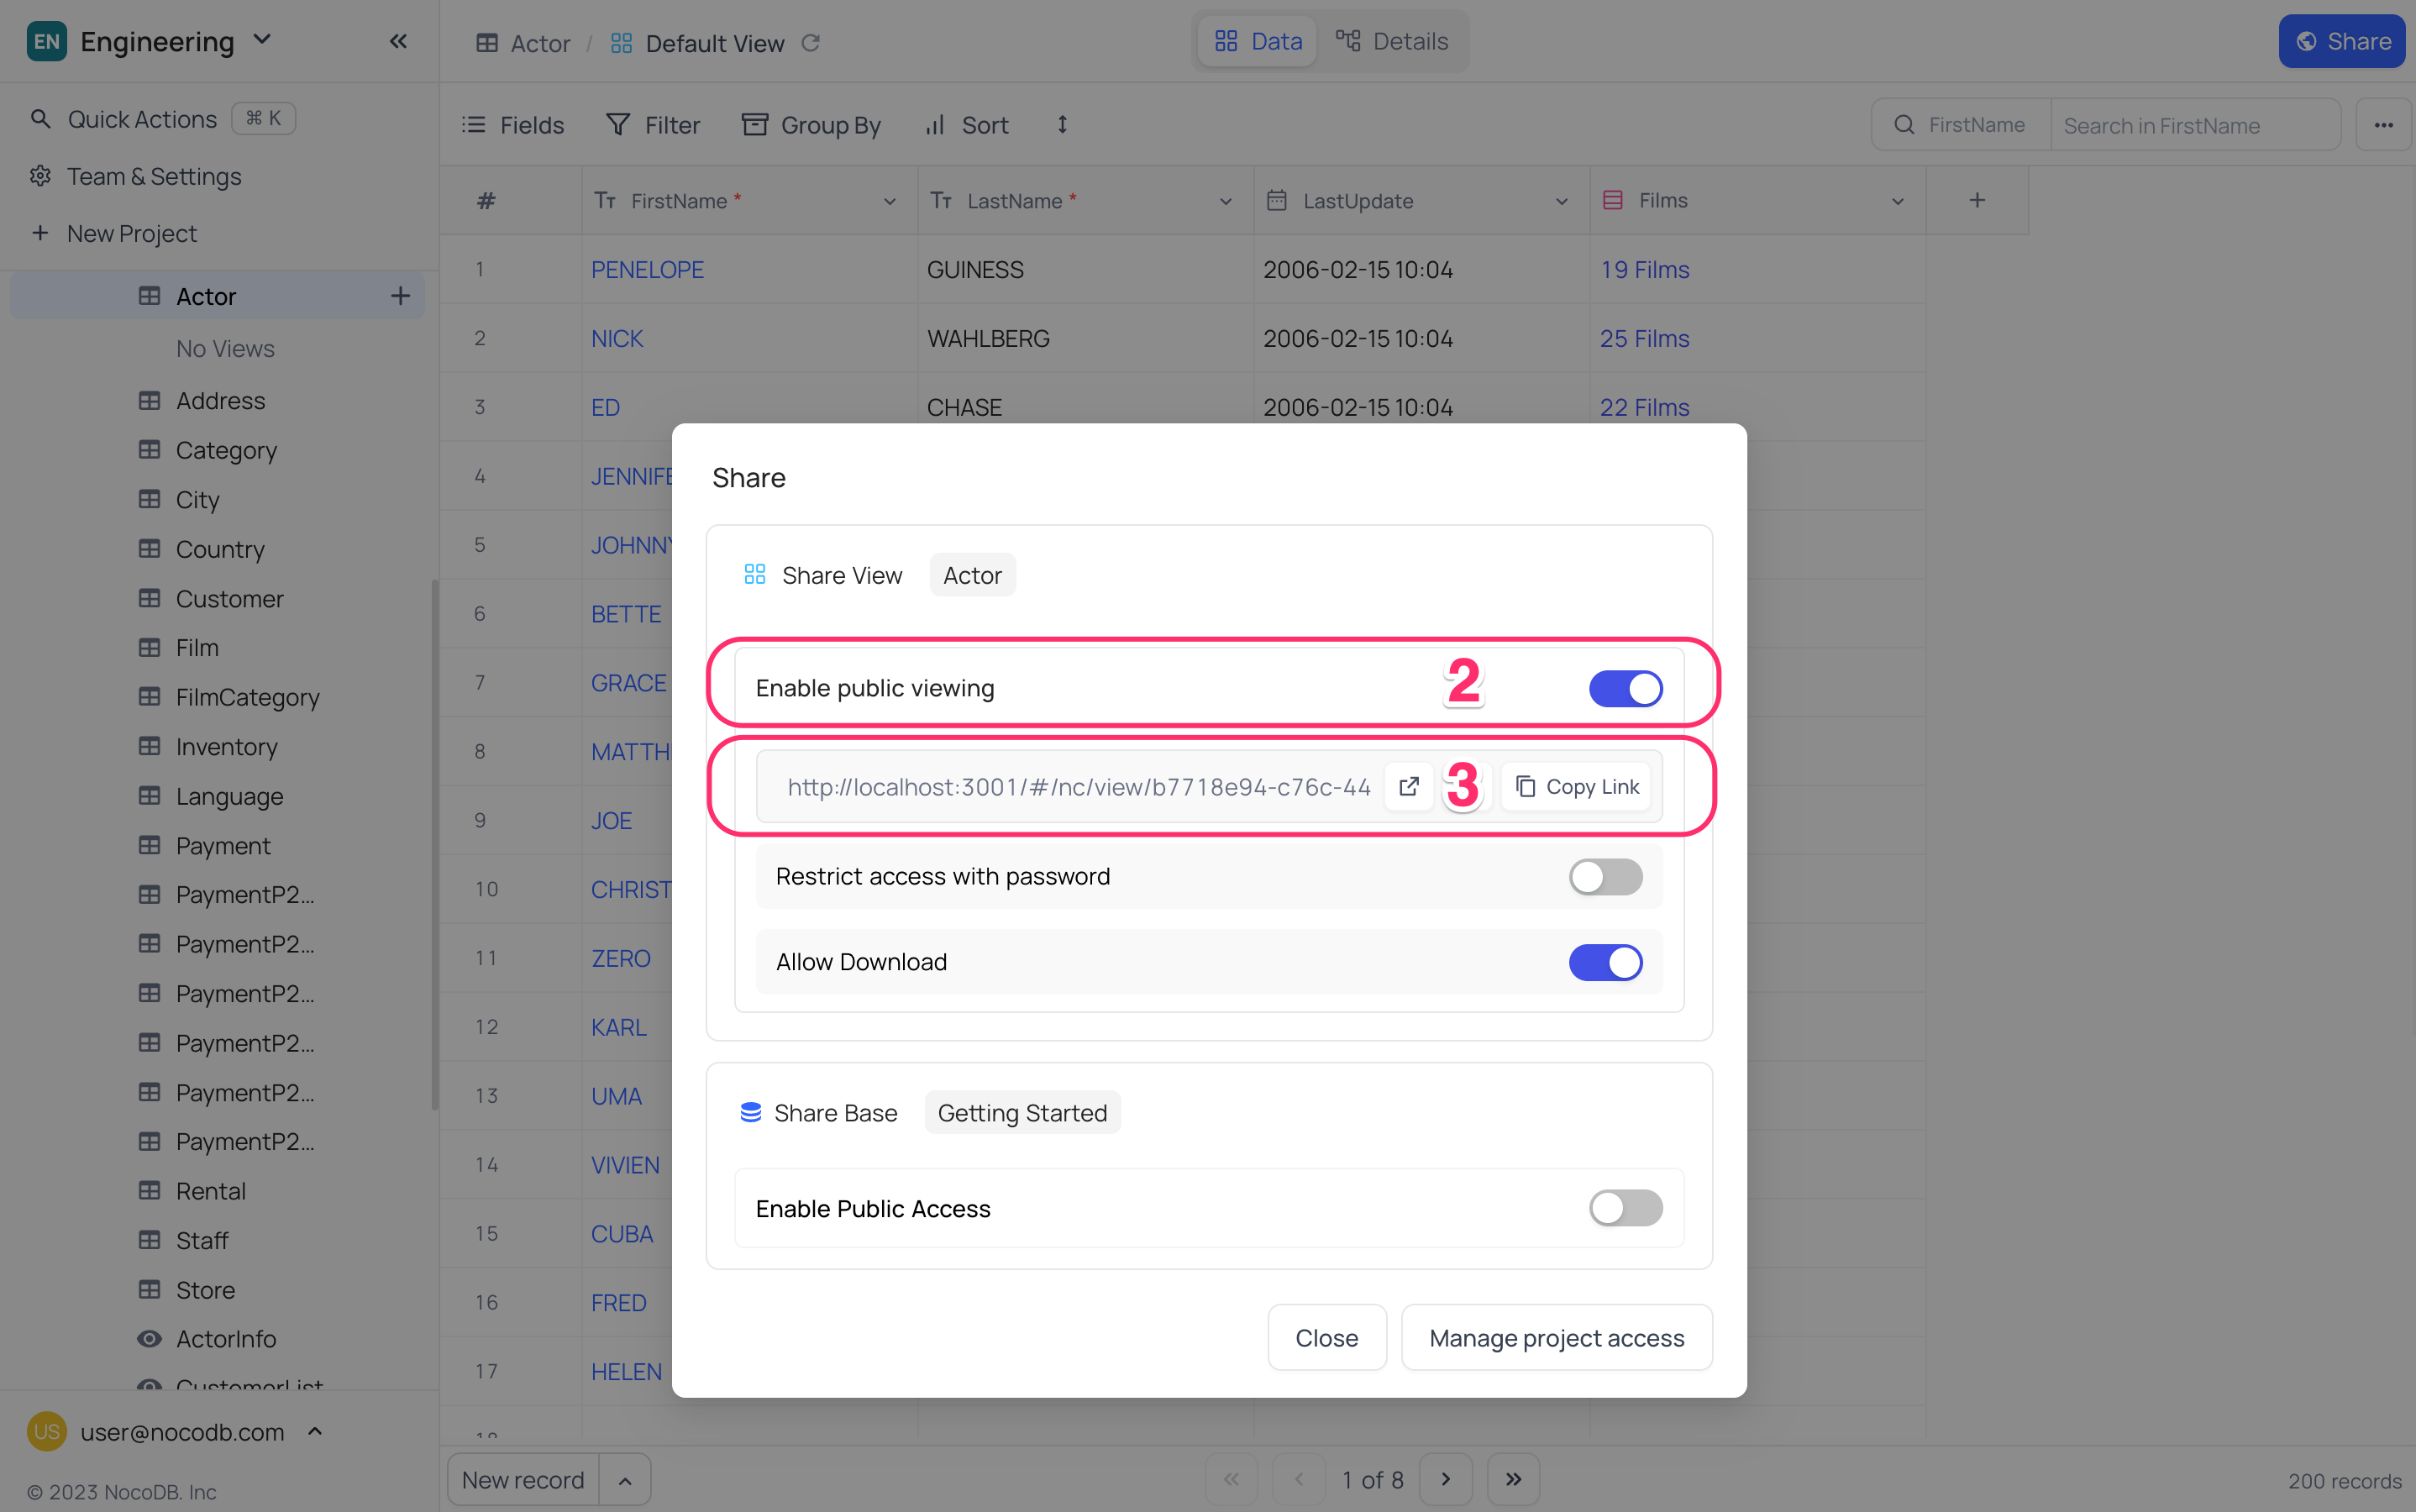 EN Engineering
Actor / Default View
Data Details
Share
Quick Actions ⌘ K
Team & Settings
New Project
Fields Filter Group By Sort
FirstName Search in FirstName
# FirstName * LastName * LastUpdate Films
1 PENELOPE GUINESS 2006-02-15 10:04 19 Films
2 NICK WAHLBERG 2006-02-15 10:04 25 Films
3 ED CHASE 2006-02-15 10:04 22 Films
4 JENNIFE
5 JOHNNY
6 BETTE
7 GRACE
8 MATTH
9 JOE
10 CHRIST
11 ZERO
12 KARL
13 UMA
14 VIVIEN
15 CUBA
16 FRED
17 HELEN
18
Actor
No Views
Address
Category
City
Country
Customer
Film
FilmCategory
Inventory
Language
Payment
PaymentP2...
PaymentP2...
PaymentP2...
PaymentP2...
PaymentP2...
PaymentP2...
Rental
Staff
Store
ActorInfo
CustomerList
US user@nocodb.com
© 2023 NocoDB. Inc
Share
Share View Actor
Enable public viewing 2
http://localhost:3001/#/nc/view/b7718e94-c76c-44 3 Copy Link
Restrict access with password
Allow Download
Share Base Getting Started
Enable Public Access
Close Manage project access
New record
1 of 8
200 records